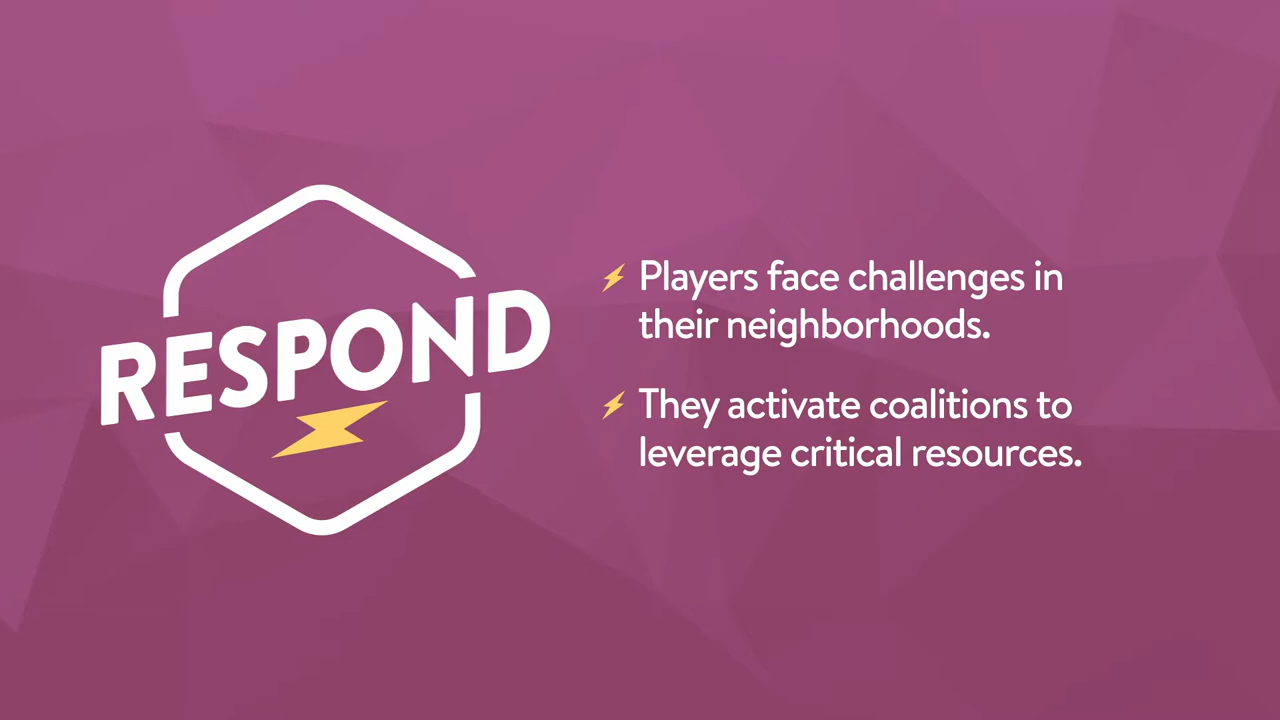 RESPOND
Players face challenges in
their neighborhoods.
They activate coalitions to
leverage critical resources.